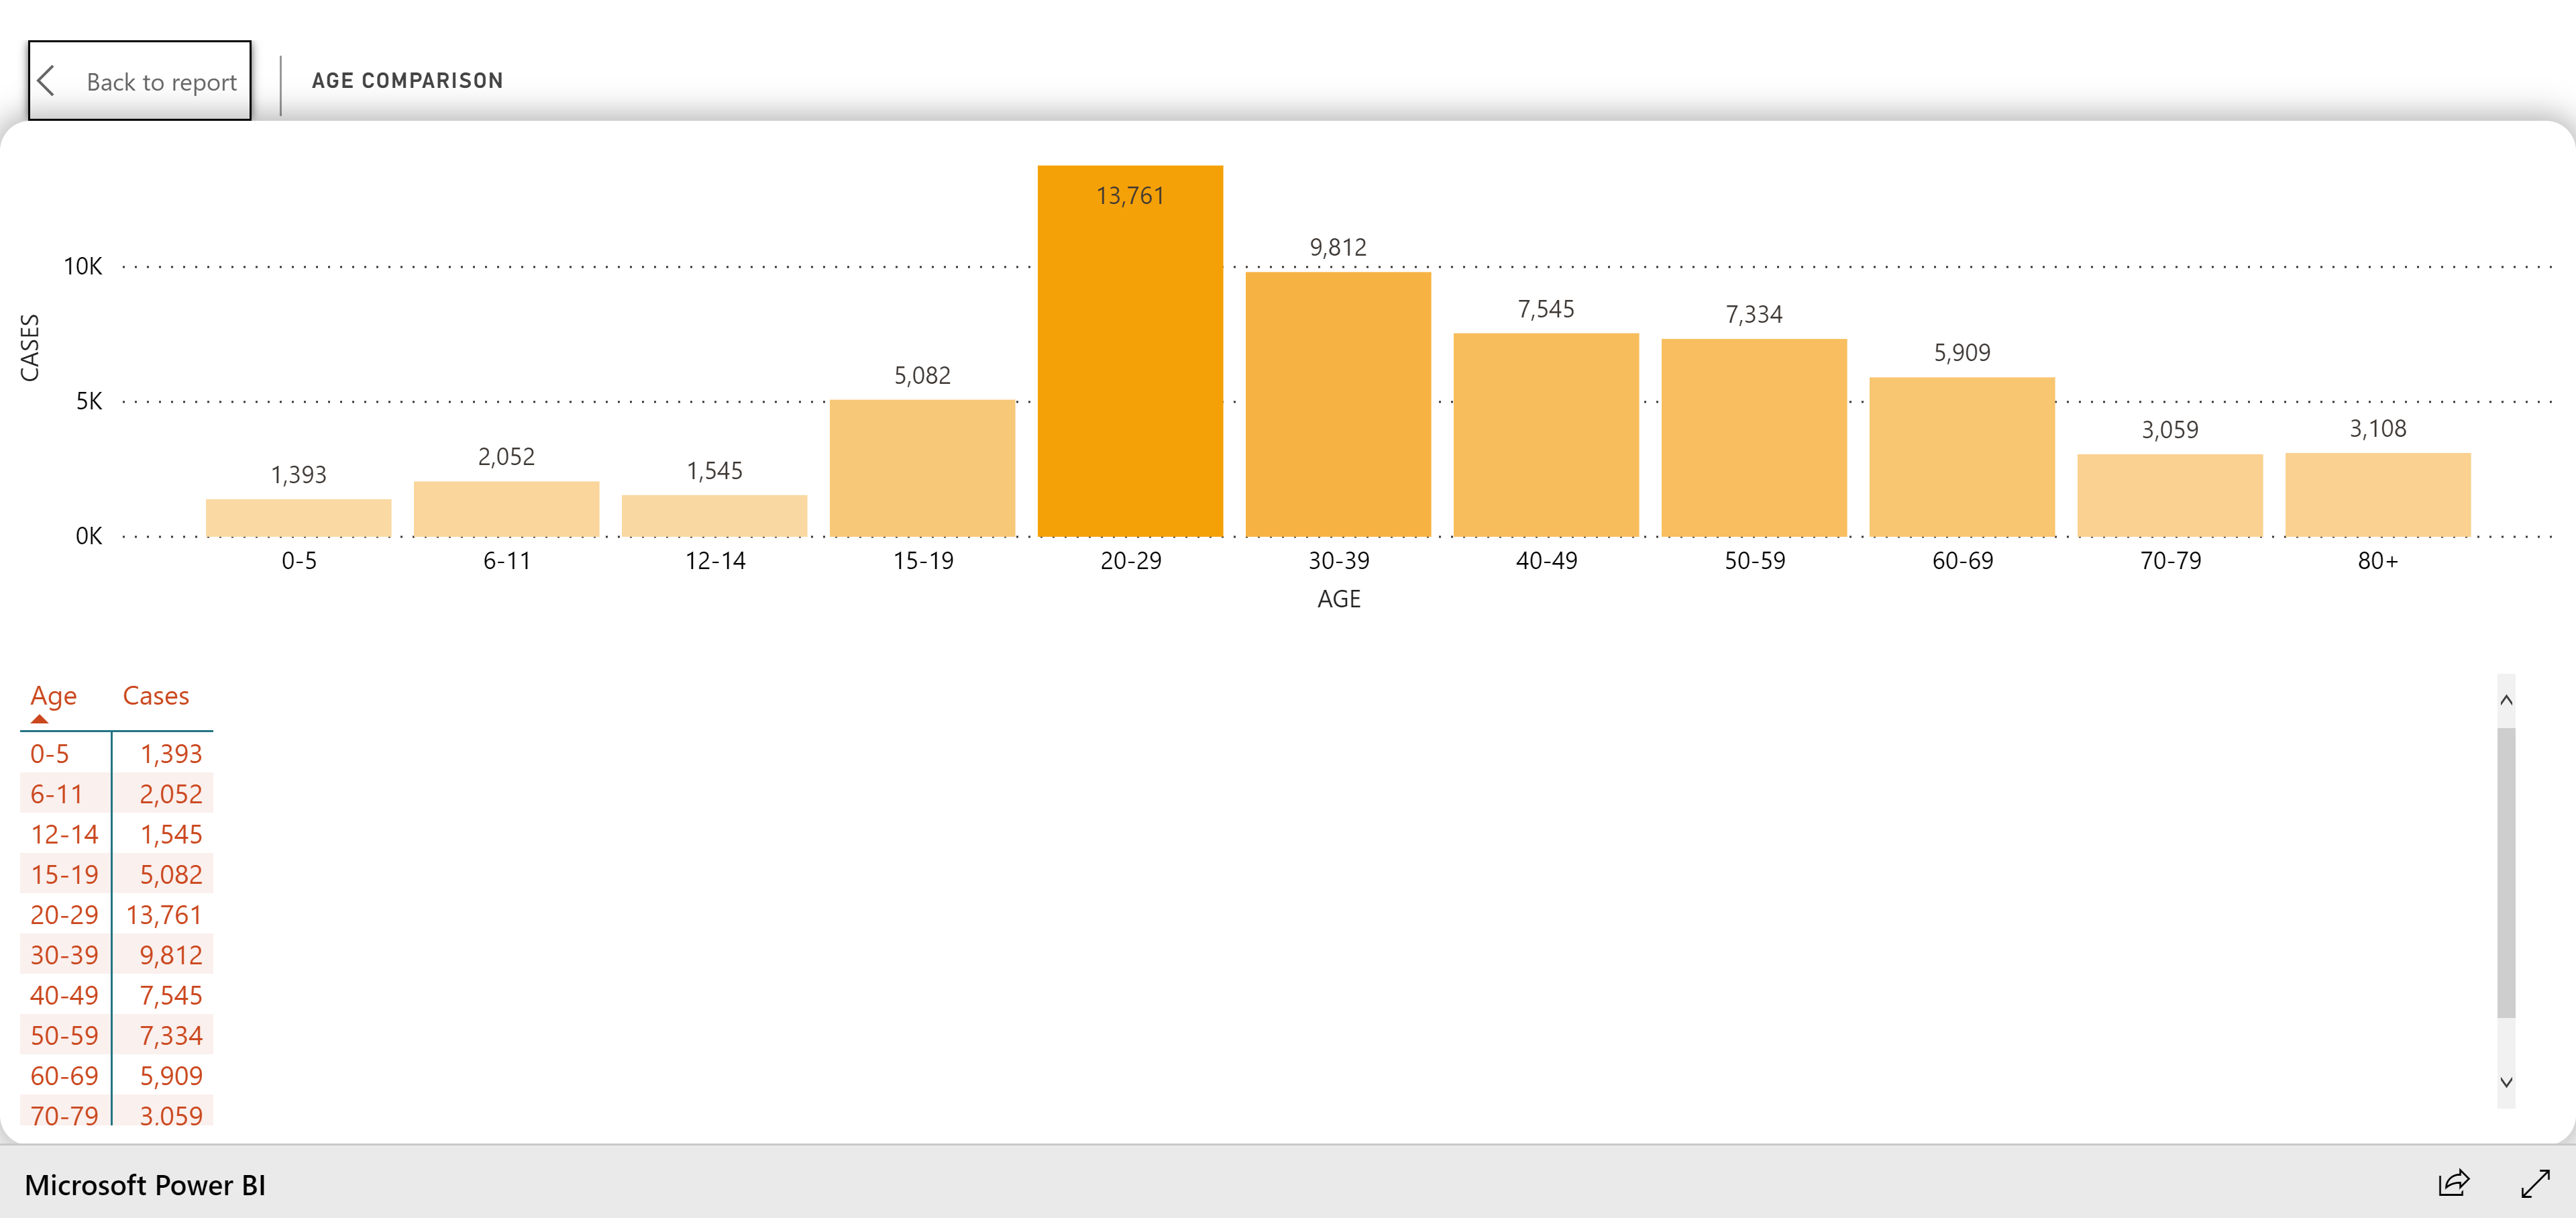 Back to report
AGE COMPARISON
13,761
9,812
10K
7,545
7,334
CASES
5,909
5,082
5K
3,059
3,108
2,052
1,545
1,393
0K
0-5 6-11 12-14 15-19 20-29 30-39 40-49 50-59 60-69 70-79 80+
AGE
Age Cases
0-5 1,393
6-11 2,052
12-14 1,545
15-19 5,082
20-29 13,761
30-39 9,812
40-49 7,545
50-59 7,334
60-69 5,909
70-79 3,059
Microsoft Power BI